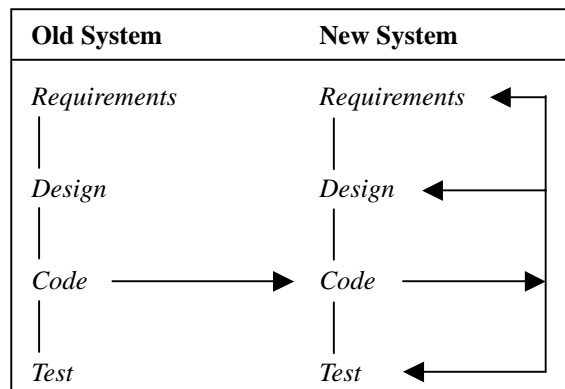 Old System New System
Requirements Requirements
Design Design
Code Code
Test Test